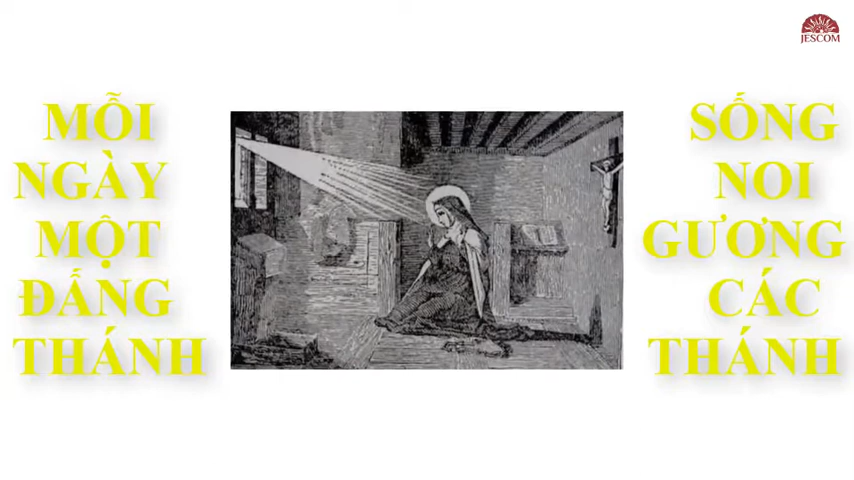 JESCOM
MỖI
NGÀY
MỘT
ĐẤNG
THÁNH
SỐNG
NOI
GƯƠNG
CÁC
THÁNH